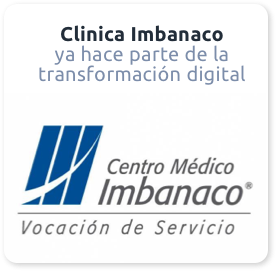 Clinica Imbanaco
ya hace parte de la
transformación digital
Centro Médico
Imbanaco®
Vocación de Servicio